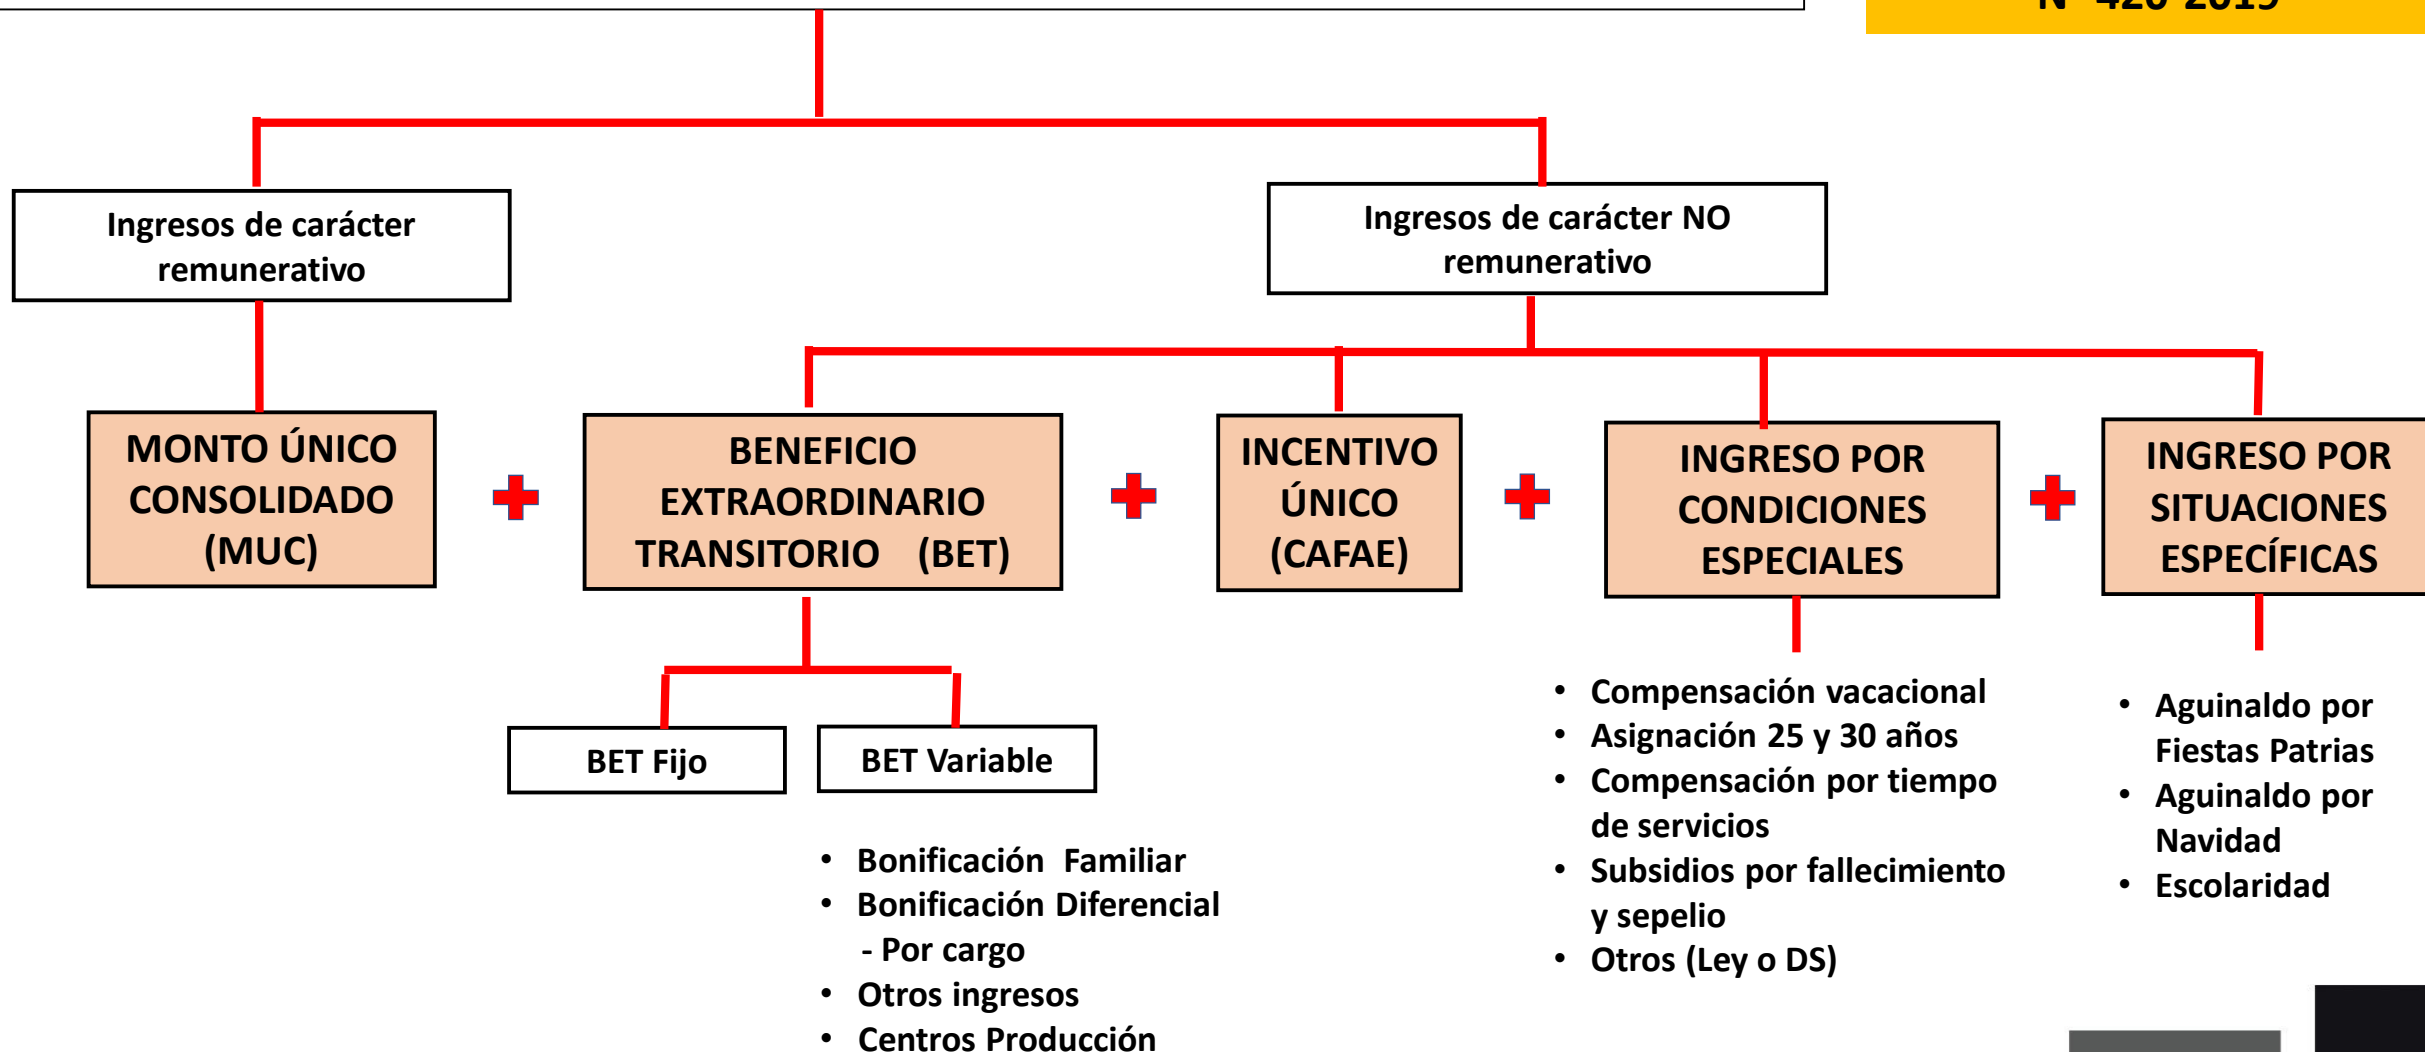 N° 420-2019
Ingresos de carácter
remunerativo
Ingresos de carácter NO
remunerativo
MONTO ÚNICO
CONSOLIDADO
(MUC)
BENEFICIO
EXTRAORDINARIO
TRANSITORIO (BET)
INCENTIVO
ÚNICO
(CAFAE)
INGRESO POR
CONDICIONES
ESPECIALES
INGRESO POR
SITUACIONES
ESPECÍFICAS
BET Fijo
BET Variable
• Bonificación Familiar
• Bonificación Diferencial
- Por cargo
• Otros ingresos
• Centros Producción
• Compensación vacacional
• Asignación 25 y 30 años
• Compensación por tiempo
de servicios
• Subsidios por fallecimiento
y sepelio
• Otros (Ley o DS)
• Aguinaldo por
Fiestas Patrias
• Aguinaldo por
Navidad
• Escolaridad